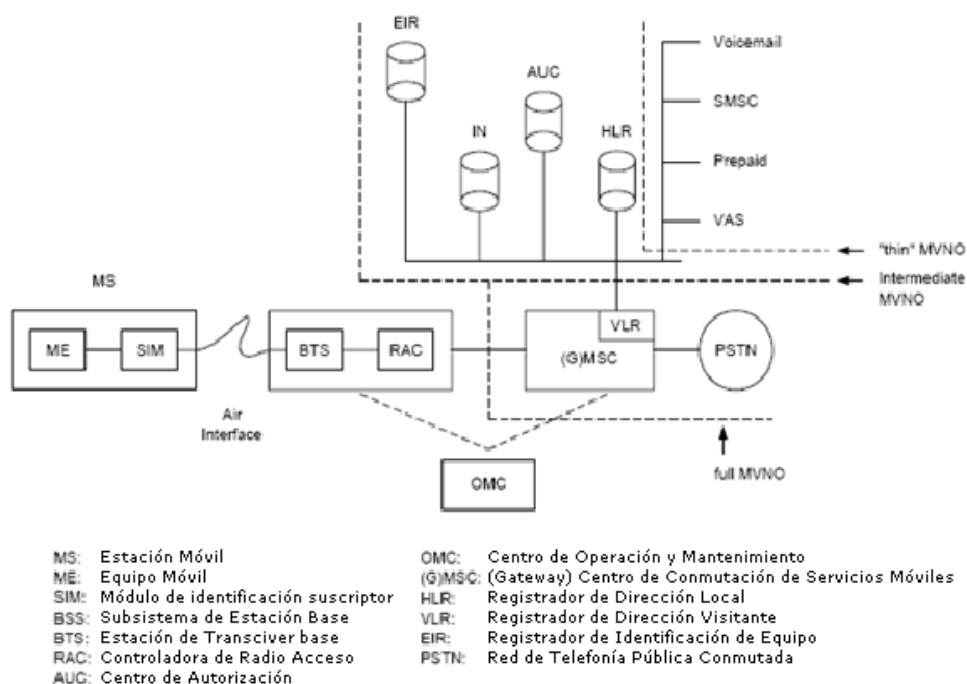 EIR
Voicemail
AUC
SMSC
IN
HLR
Prepaid
VAS
"thin" MVNO
Intermediate
MVNO
MS
VLR
ME
SIM
BTS
RAC
(G)MSC
PSTN
Air
Interface
full MVNO
OMC
MS: Estación Móvil
ME: Equipo Móvil
SIM: Módulo de identificación suscriptor
BSS: Subsistema de Estación Base
BTS: Estación de Transciver base
RAC: Controladora de Radio Acceso
AUC: Centro de Autorización
OMC: Centro de Operación y Mantenimiento
(G)MSC: (Gateway) Centro de Conmutación de Servicios Móviles
HLR: Registrador de Dirección Local
VLR: Registrador de Dirección Visitante
EIR: Registrador de Identificación de Equipo
PSTN: Red de Telefonía Pública Conmutada